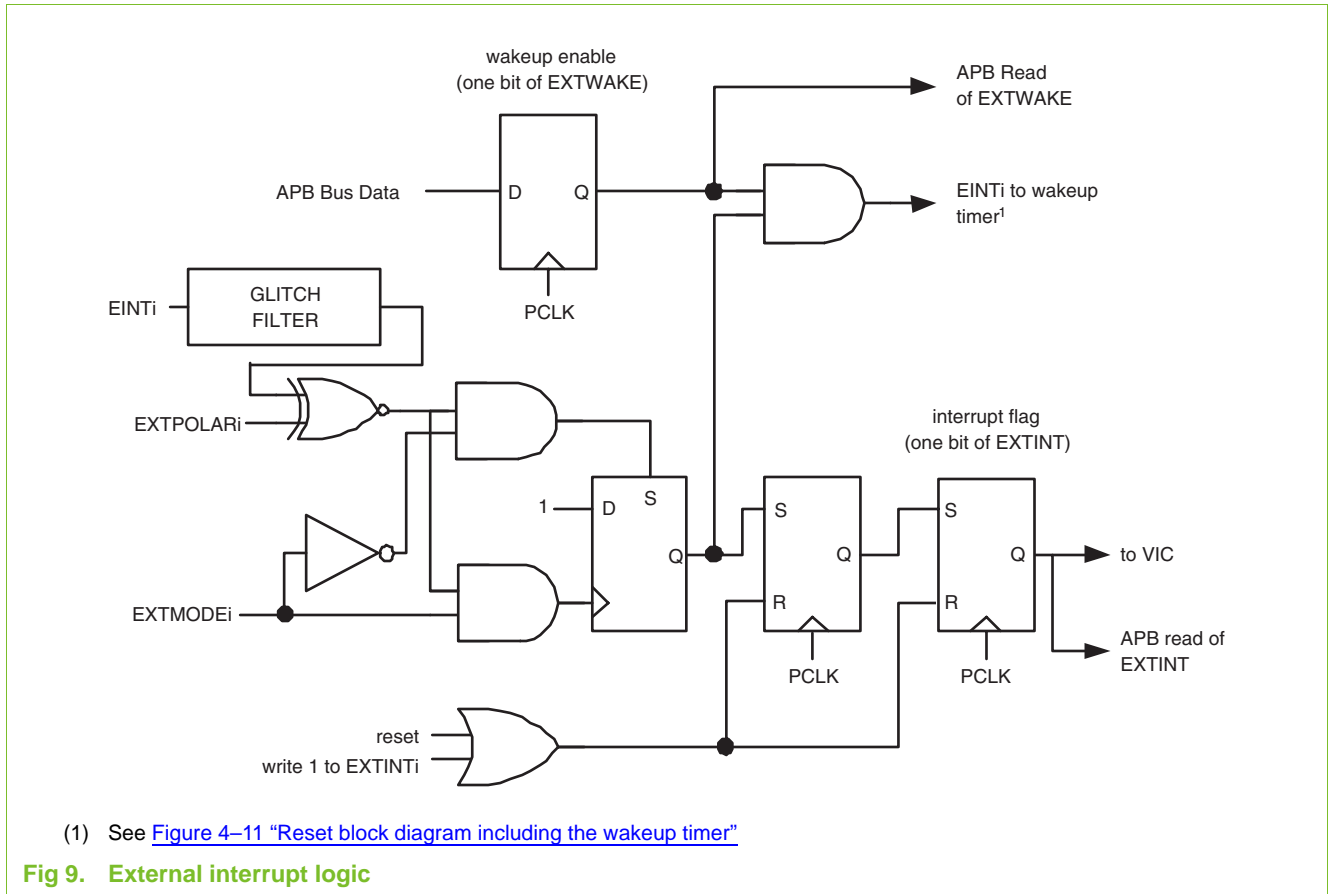 wakeup enable
(one bit of EXTWAKE)
APB Read
of EXTWAKE
APB Bus Data
D
Q
EINTi to wakeup
timer1
PCLK
EINTi
GLITCH
FILTER
EXTPOLARi
interrupt flag
(one bit of EXTINT)
1
D
S
Q
S
Q
R
PCLK
S
Q
R
PCLK
to VIC
APB read of
EXTINT
EXTMODEi
reset
write 1 to EXTINTi
(1) See Figure 4–11 “Reset block diagram including the wakeup timer”
Fig 9. External interrupt logic